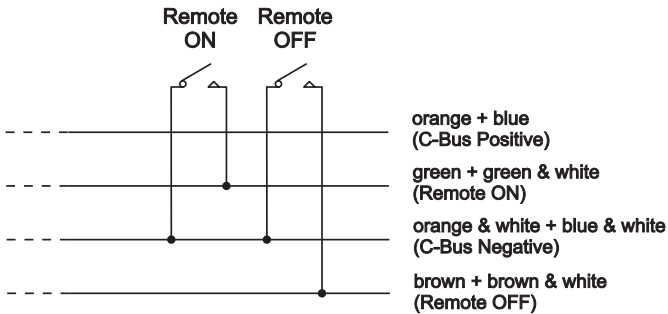 Remote ON
Remote OFF
orange + blue
(C-Bus Positive)
green + green & white
(Remote ON)
orange & white + blue & white
(C-Bus Negative)
brown + brown & white
(Remote OFF)